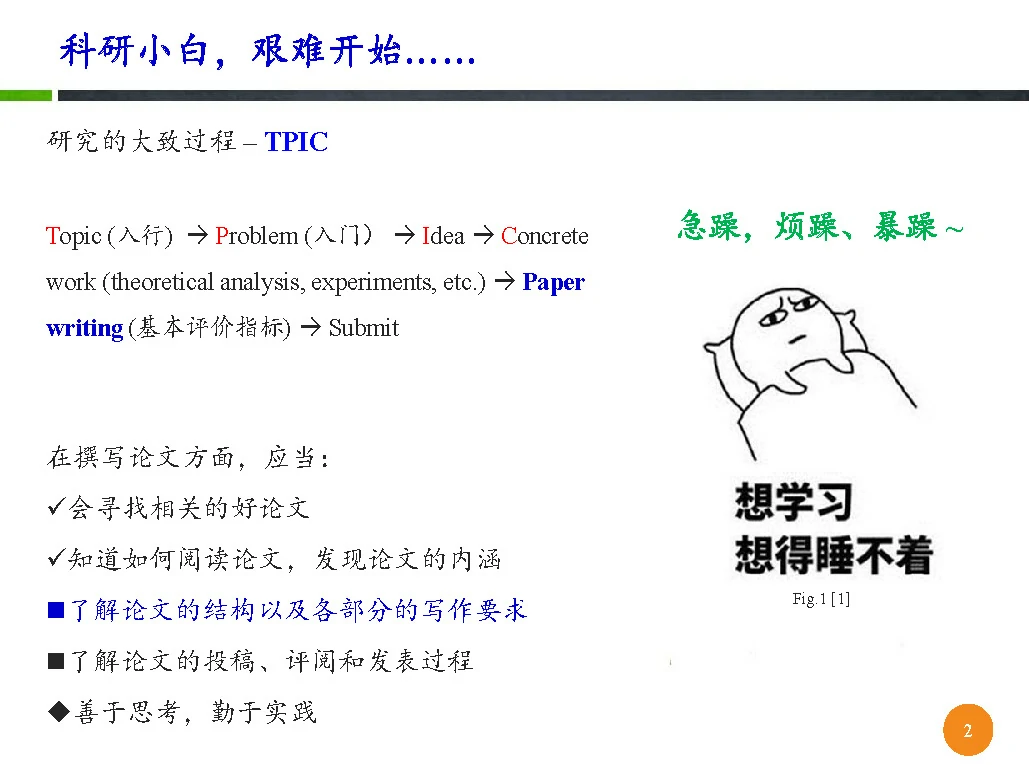 科研小白，艰难开始……
研究的大致过程 – TPIC
Topic (入行) → Problem (入门） → Idea → Concrete
work (theoretical analysis, experiments, etc.) → Paper
writing (基本评价指标) → Submit
急躁，烦躁、暴躁 ~
在撰写论文方面，应当：
✓会寻找相关的好论文
✓知道如何阅读论文，发现论文的内涵
■了解论文的结构以及各部分的写作要求
■了解论文的投稿、评阅和发表过程
◆善于思考，勤于实践
想学习
想得睡不着
Fig.1 [1]
2